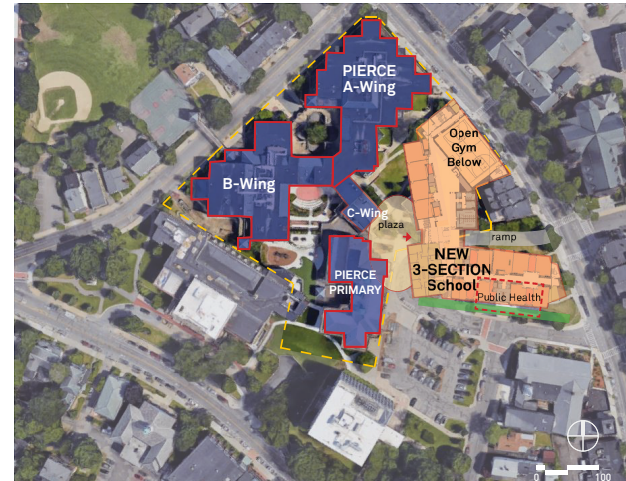 PIERCE
A-Wing
Open
Gym
Below
B-Wing
C-Wing
plaza
ramp
NEW
3-SECTION
School
PIERCE
PRIMARY
Public Health
0
100